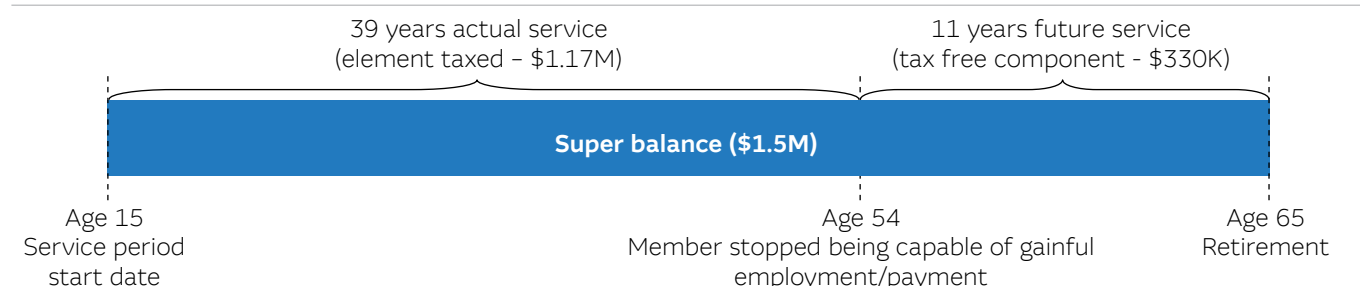 39 years actual service
(element taxed – $1.17M)
11 years future service
(tax free component - $330K)
Super balance ($1.5M)
Age 15
Service period
start date
Age 54
Member stopped being capable of gainful
employment/payment
Age 65
Retirement